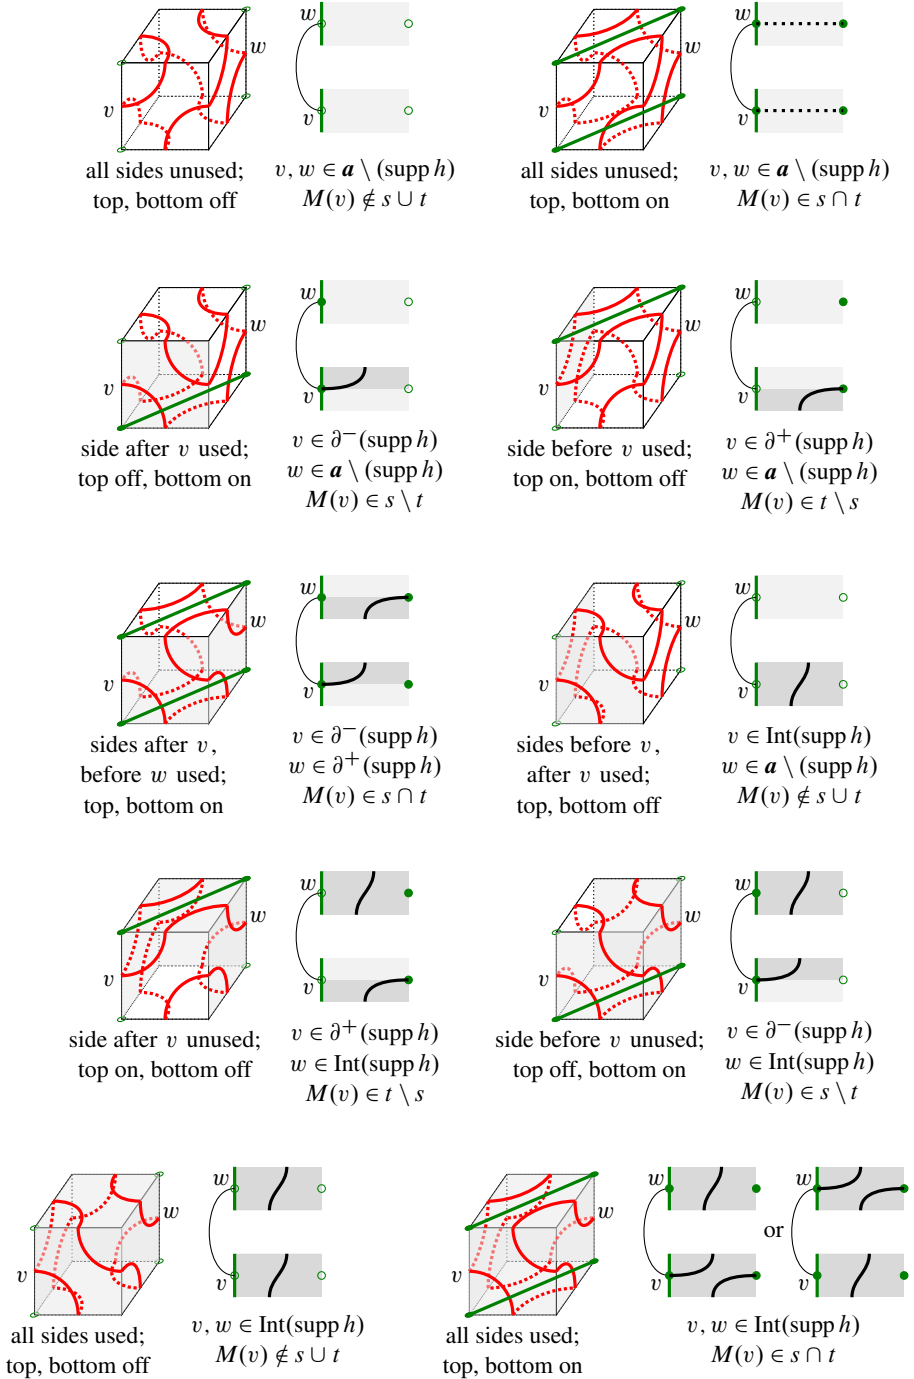 w
w
v
w
v
w
v
v
all sides unused;
top, bottom off
v, w ∈ a \ (supp h)
M(v) ∉ s ∪ t
all sides unused;
top, bottom on
v, w ∈ a \ (supp h)
M(v) ∈ s ∩ t
w
w
v
v
w
w
v
v
side after v used;
top off, bottom on
v ∈ ∂⁻(supp h)
w ∈ a \ (supp h)
M(v) ∈ s \ t
side before v used;
top on, bottom off
v ∈ ∂⁺(supp h)
w ∈ a \ (supp h)
M(v) ∈ t \ s
w
w
v
v
w
w
v
v
sides after v,
before w used;
top, bottom on
v ∈ ∂⁻(supp h)
w ∈ ∂⁺(supp h)
M(v) ∈ s ∩ t
sides before v,
after v used;
top, bottom off
v ∈ Int(supp h)
w ∈ a \ (supp h)
M(v) ∉ s ∪ t
w
w
v
v
w
w
v
v
side after v unused;
top on, bottom off
v ∈ ∂⁺(supp h)
w ∈ Int(supp h)
M(v) ∈ t \ s
side before v unused;
top off, bottom on
v ∈ ∂⁻(supp h)
w ∈ Int(supp h)
M(v) ∈ s \ t
w
w
v
v
w
w
or
w
v
v
v
all sides used;
top, bottom off
v, w ∈ Int(supp h)
M(v) ∉ s ∪ t
all sides used;
top, bottom on
v, w ∈ Int(supp h)
M(v) ∈ s ∩ t